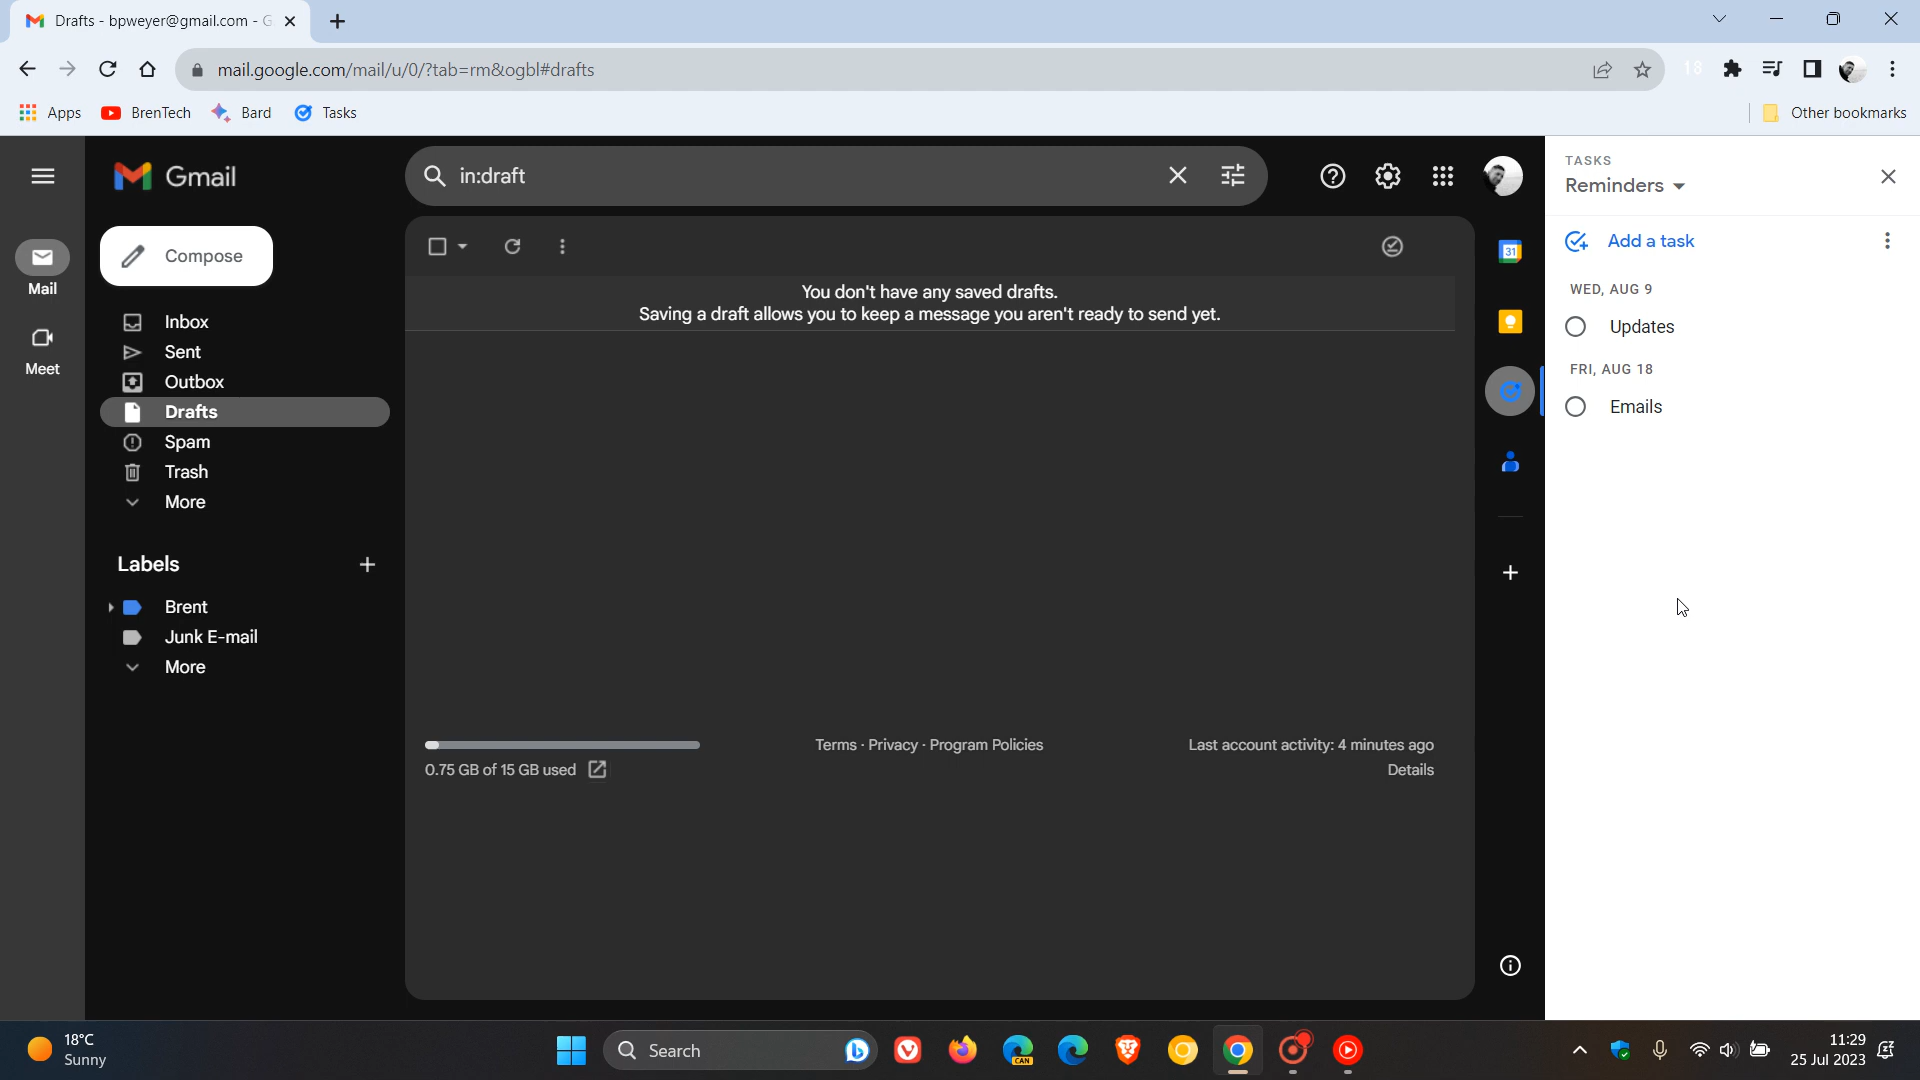 Drafts - bpweyer@gmail.com - G
mail.google.com/mail/u/0/?tab=rm&ogbl#drafts
18
Apps
BrenTech
Bard
Tasks
Other bookmarks
Gmail
in:draft
TASKS
Reminders
Compose
Mail
Meet
Inbox
Sent
Outbox
Drafts
Spam
Trash
More
Labels
Brent
Junk E-mail
More
You don't have any saved drafts.
Saving a draft allows you to keep a message you aren't ready to send yet.
0.75 GB of 15 GB used
Terms · Privacy · Program Policies
Last account activity: 4 minutes ago
Details
31
Add a task
WED, AUG 9
Updates
FRI, AUG 18
Emails
18°C
Sunny
Search
CAN
11:29
25 Jul 2023